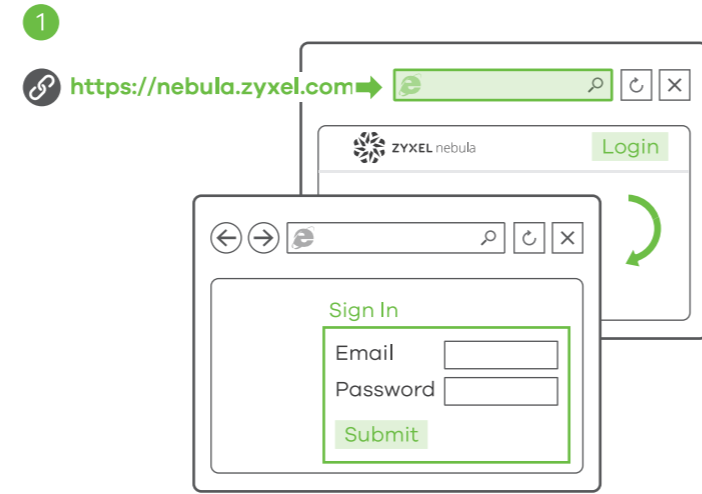 1
https://nebula.zyxel.com
ZYXEL nebula
Login
Sign In
Email
Password
Submit